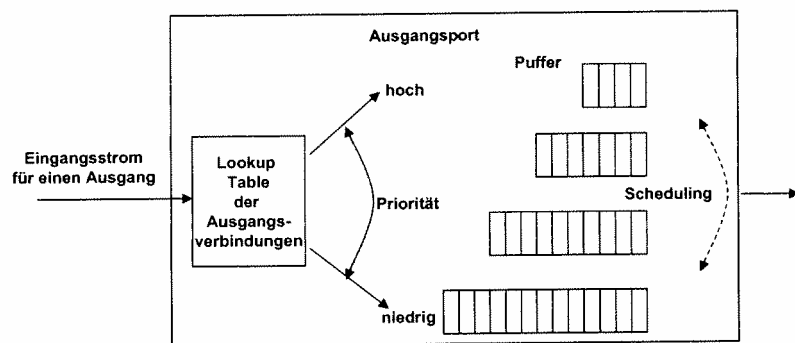 Ausgangsport
Puffer
hoch
Eingangsstrom
für einen Ausgang
Lookup
Table
der
Ausgangs-
verbindungen
Priorität
Scheduling
niedrig